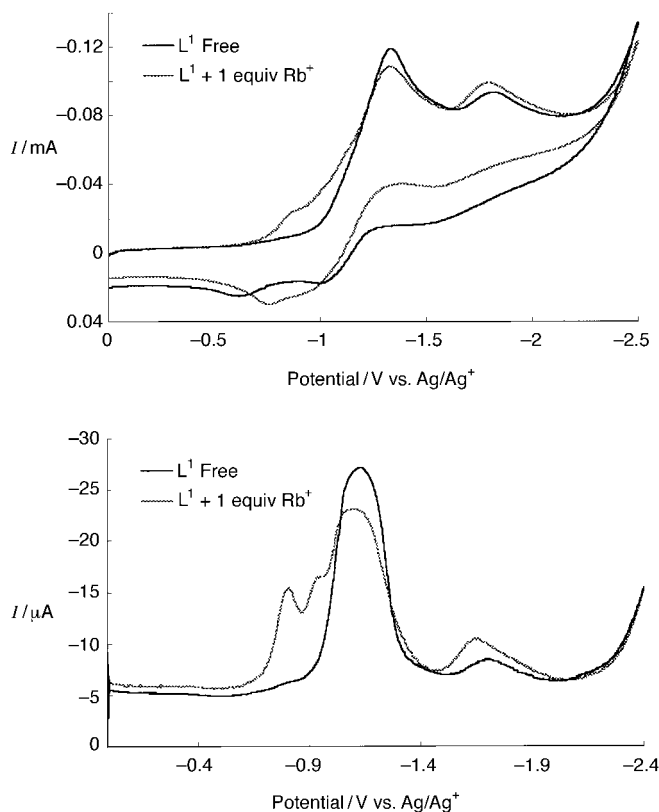 L¹ Free
L¹ + 1 equiv Rb⁺
−0.12
−0.08
I / mA
−0.04
0
0.04
0
−0.5
−1
−1.5
−2
−2.5
Potential / V vs. Ag/Ag⁺
−30
L¹ Free
−25
L¹ + 1 equiv Rb⁺
−20
−15
I / μA
−10
−5
0
−0.4
−0.9
−1.4
−1.9
−2.4
Potential / V vs. Ag/Ag⁺